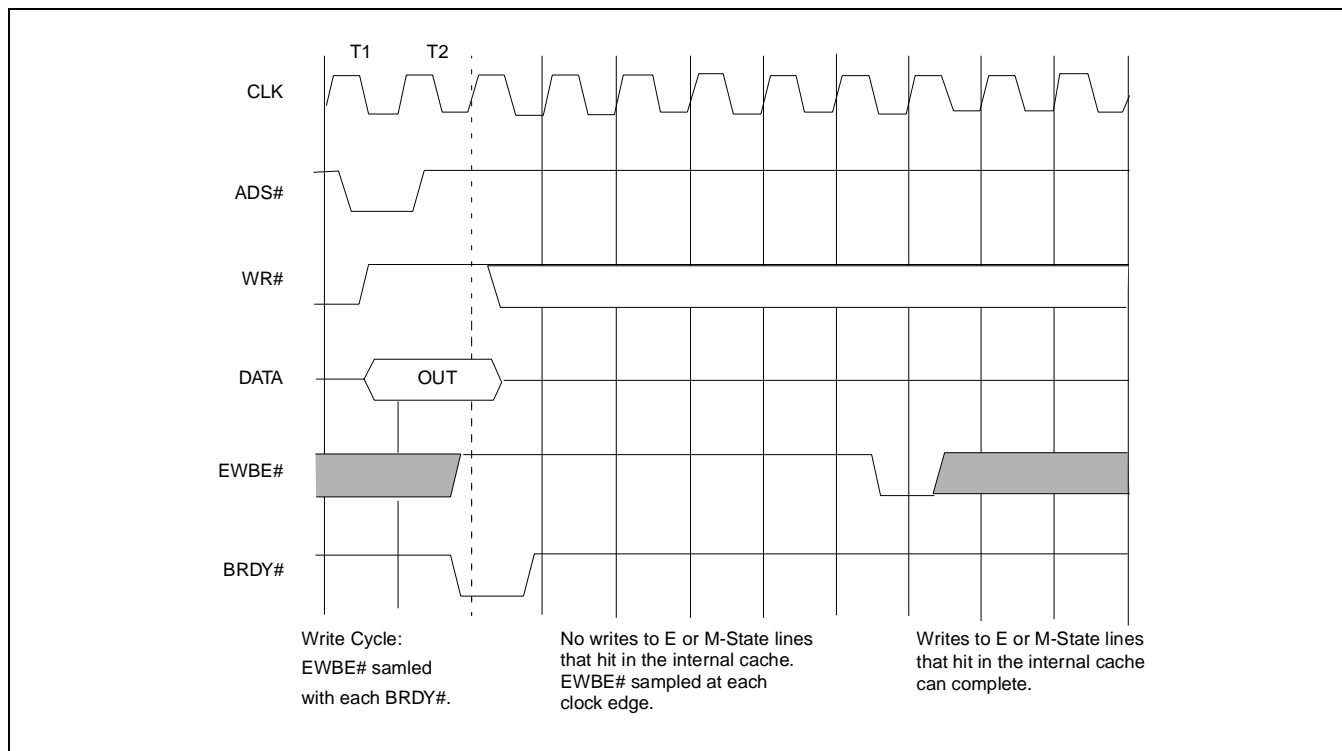 T1 T2
CLK
ADS#
WR#
DATA
OUT
EWBE#
BRDY#
Write Cycle:
EWBE# samled
with each BRDY#.
No writes to E or M-State lines
that hit in the internal cache.
EWBE# sampled at each
clock edge.
Writes to E or M-State lines
that hit in the internal cache
can complete.